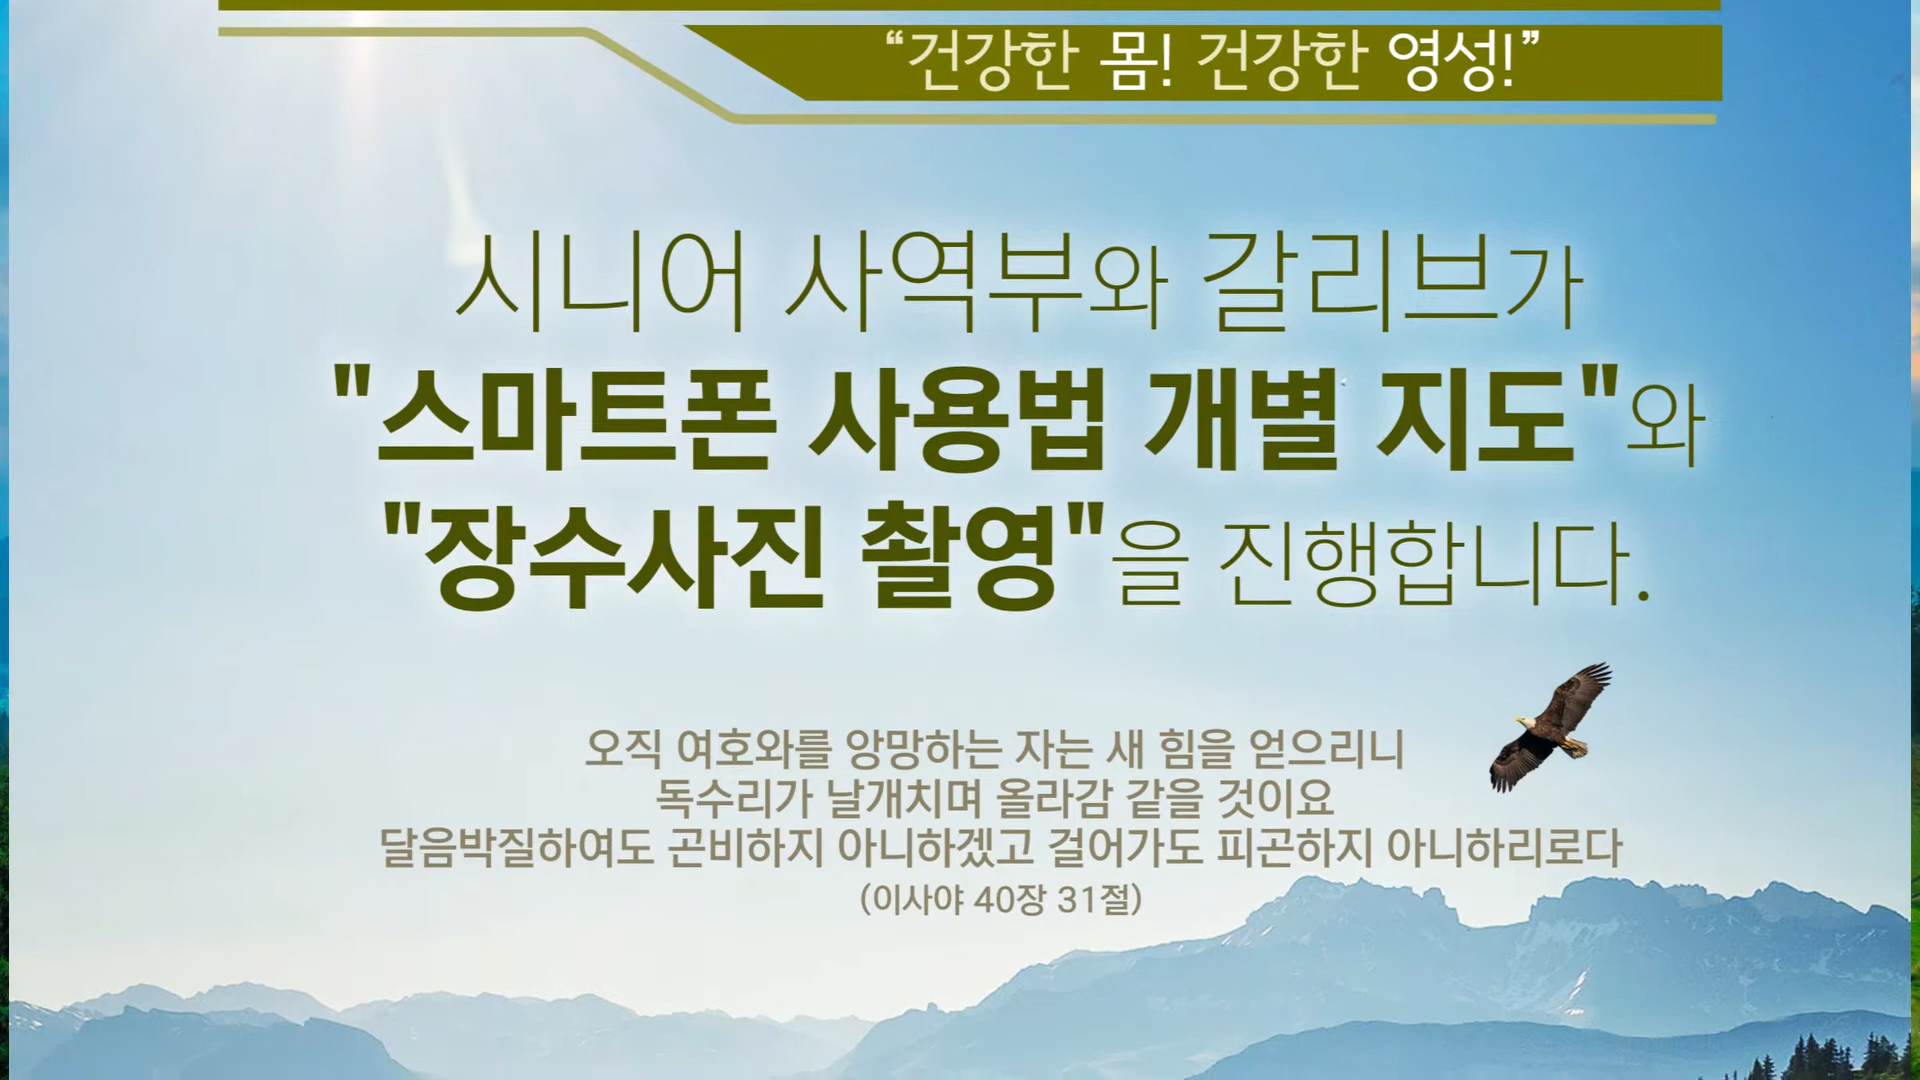 “건강한 몸! 건강한 영성!”
시니어 사역부와 갈리브가
"스마트폰 사용법 개별 지도"와
"장수사진 촬영"을 진행합니다.
오직 여호와를 앙망하는 자는 새 힘을 얻으리니
독수리가 날개치며 올라감 같을 것이요
달음박질하여도 곤비하지 아니하겠고 걸어가도 피곤하지 아니하리로다
(이사야 40장 31절)